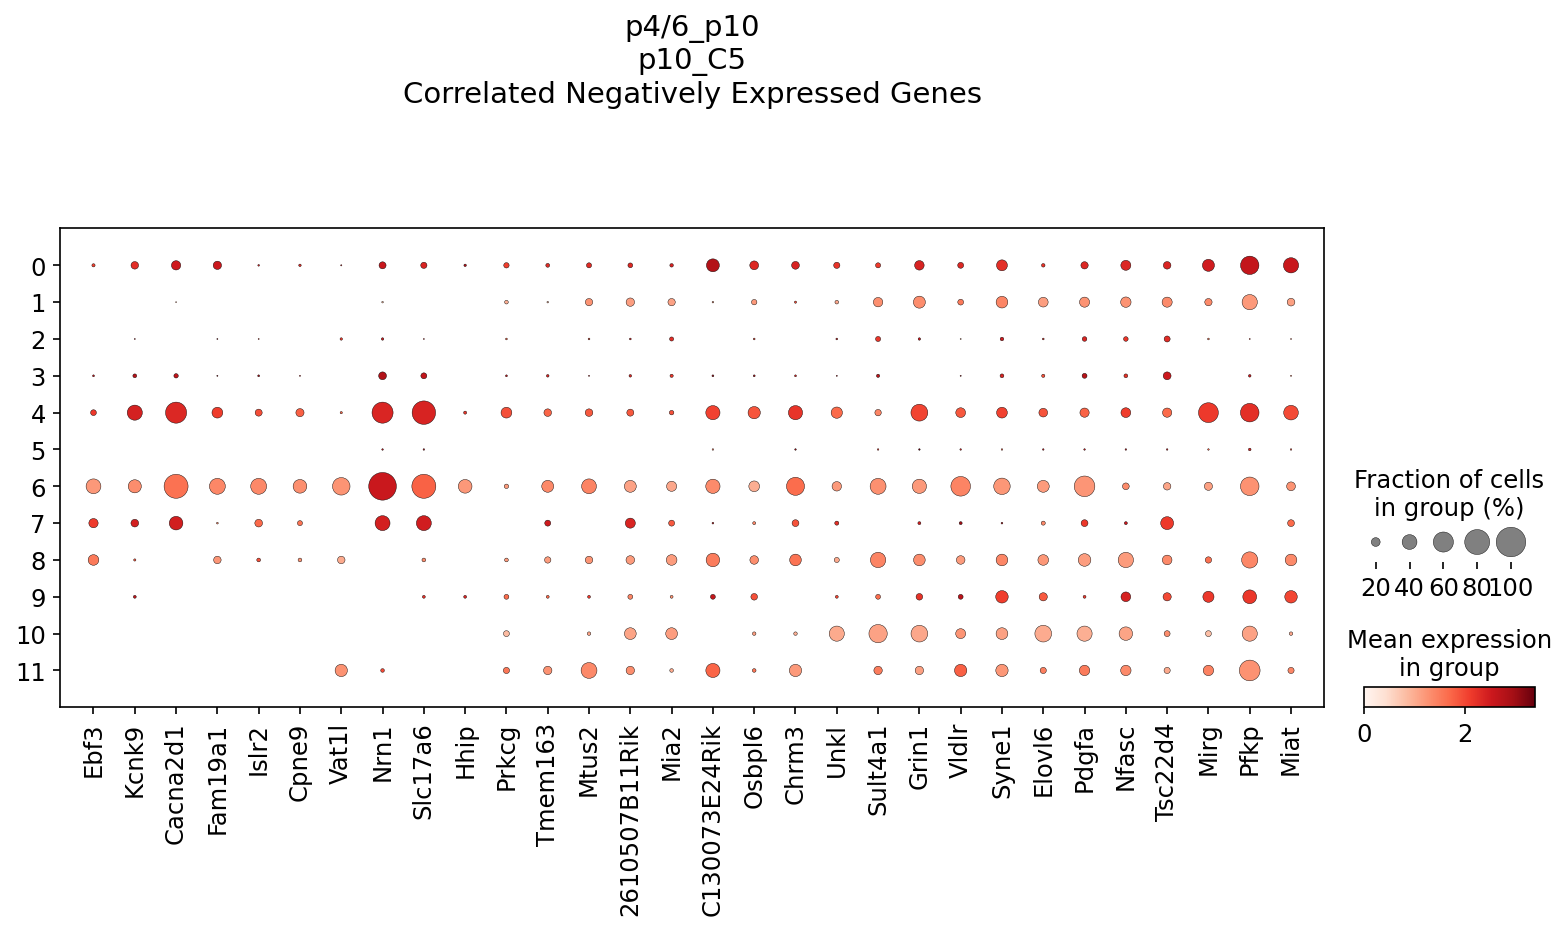 p4/6_p10
p10_C5
Correlated Negatively Expressed Genes
0
1
2
3
4
5
6
7
8
9
10
11
Ebf3
Kcnk9
Cacna2d1
Fam19a1
Islr2
Cpne9
Vat1l
Nrn1
Slc17a6
Hhip
Prkcg
Tmem163
Mtus2
2610507B11Rik
Mia2
C130073E24Rik
Osbpl6
Chrm3
Unkl
Sult4a1
Grin1
Vldlr
Syne1
Elovl6
Pdgfa
Nfasc
Tsc22d4
Mirg
Pfkp
Miat
Fraction of cells
in group (%)
20 40 60 80 100
Mean expression
in group
0 2